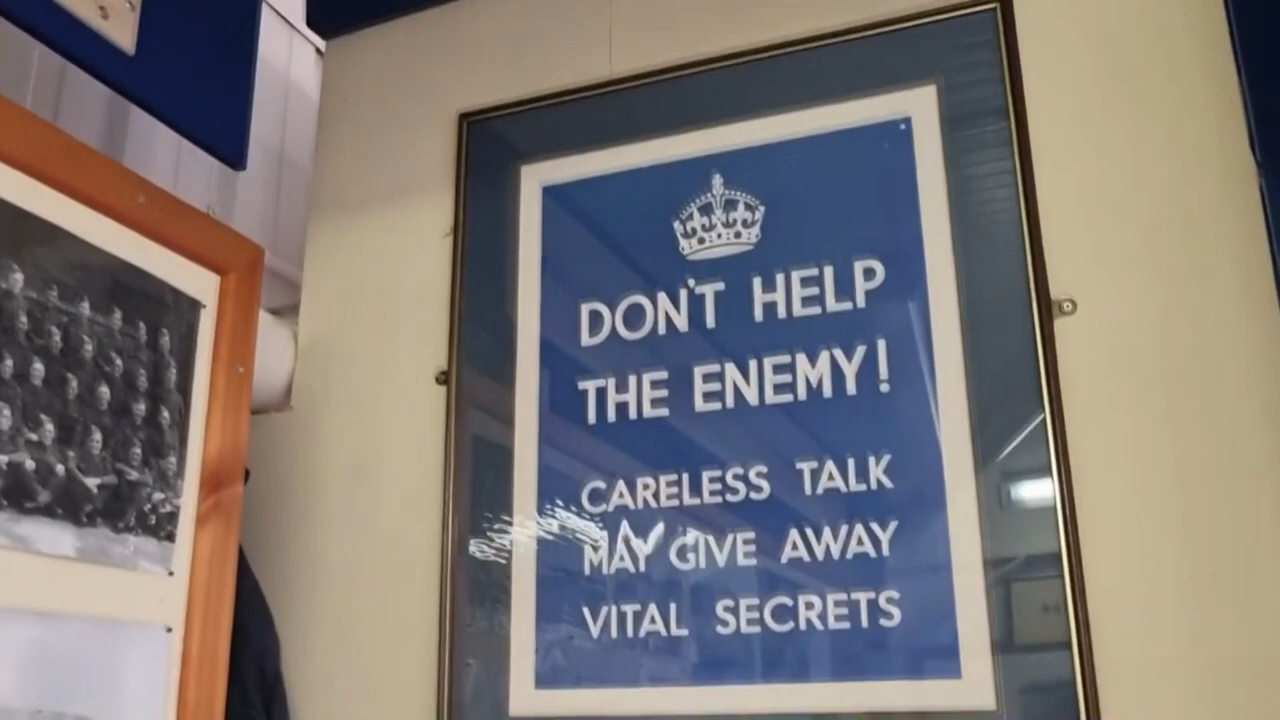 DON'T HELP
THE ENEMY!
CARELESS TALK
MAY GIVE AWAY
VITAL SECRETS